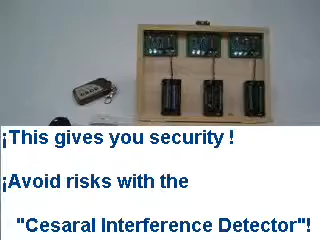 ¡This gives you security !
¡Avoid risks with the
"Cesaral Interference Detector"!